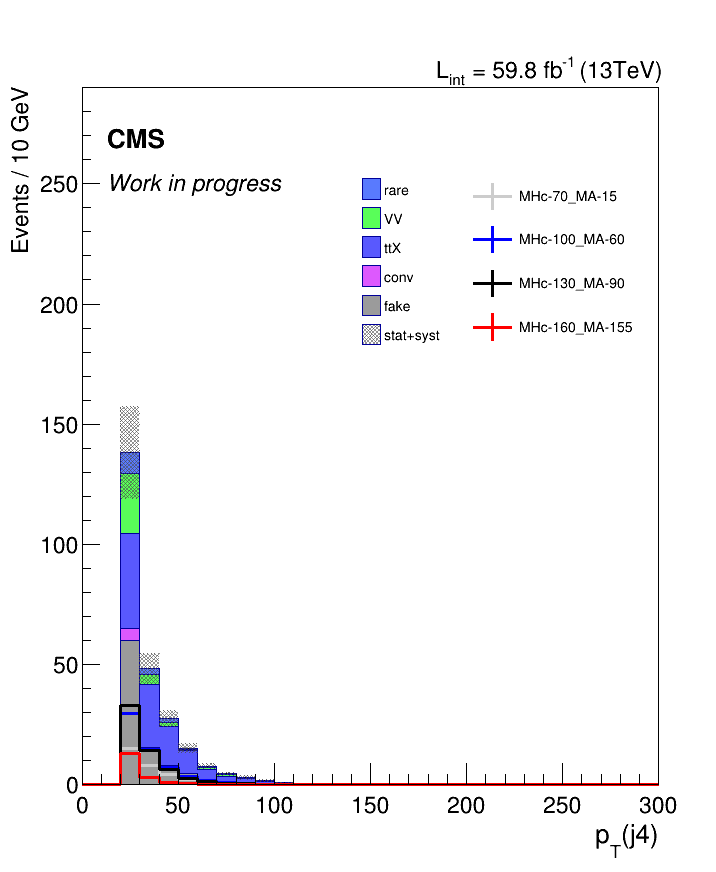 L_int = 59.8 fb^-1 (13TeV)
Events / 10 GeV
CMS
Work in progress
rare
VV
ttX
conv
fake
stat+syst
MHc-70_MA-15
MHc-100_MA-60
MHc-130_MA-90
MHc-160_MA-155
250
200
150
100
50
0
0 50 100 150 200 250 300
p_T(j4)